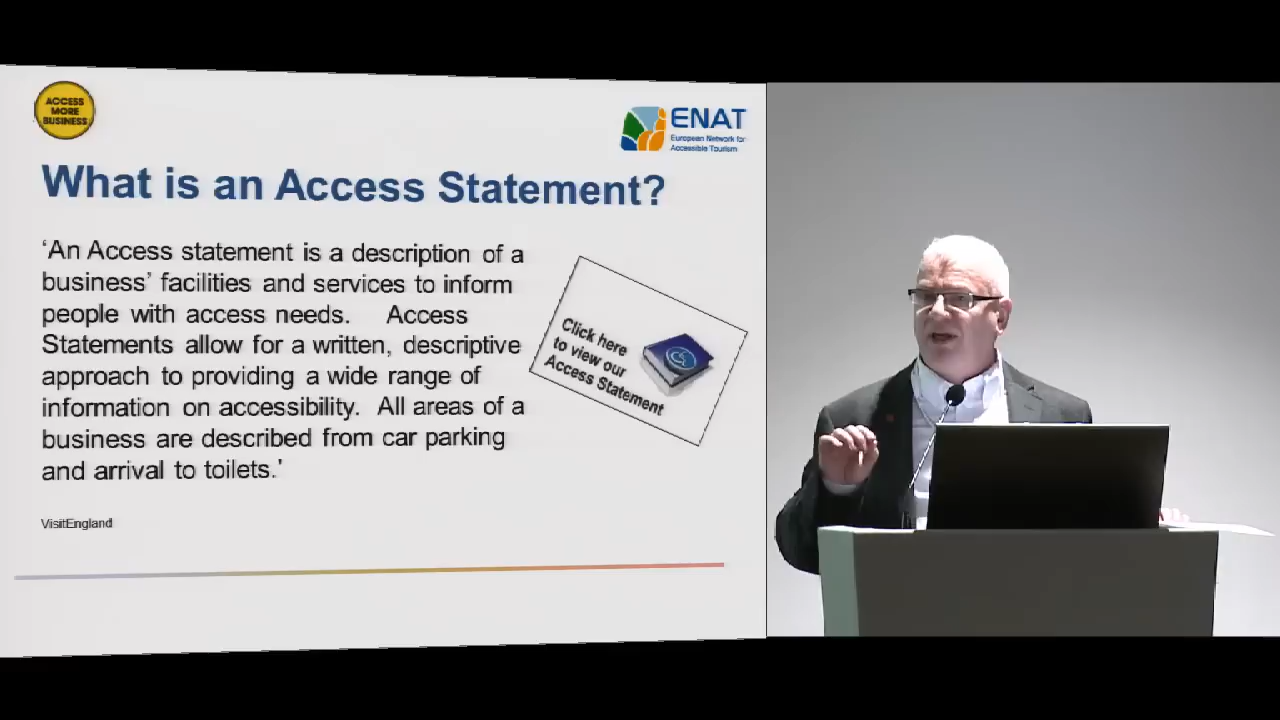 ACCESS
MORE
BUSINESS
ENAT
European Network for
Accessible Tourism
What is an Access Statement?
‘An Access statement is a description of a
business’ facilities and services to inform
people with access needs. Access
Statements allow for a written, descriptive
approach to providing a wide range of
information on accessibility. All areas of a
business are described from car parking
and arrival to toilets.’
Click here
to view our
Access Statement
VisitEngland